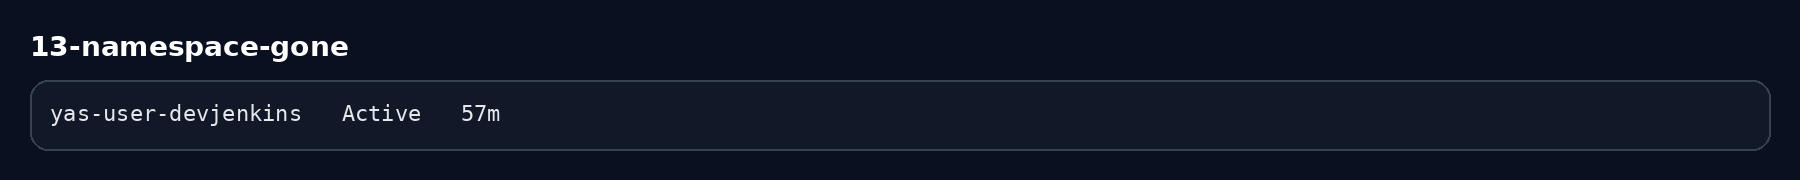 13-namespace-gone
yas-user-devjenkins   Active   57m